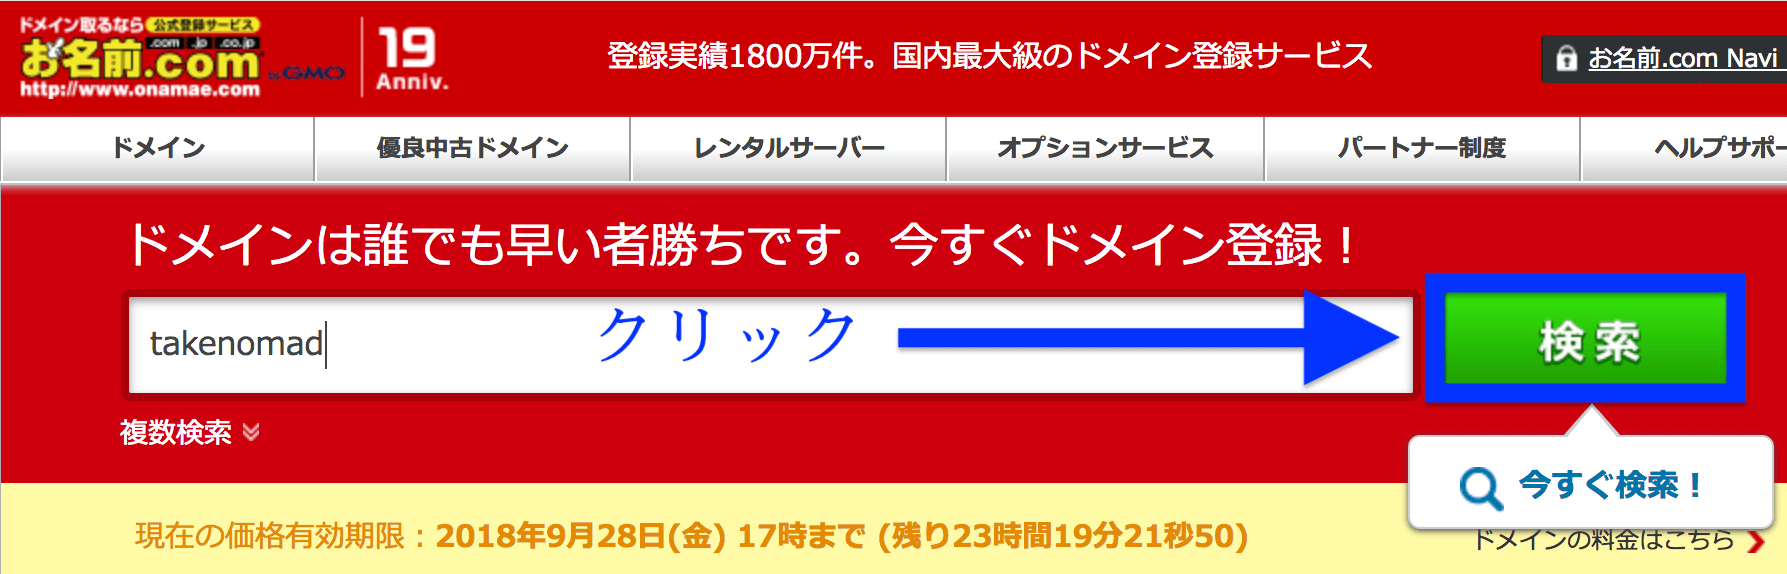 ドメイン取るなら 公式登録サービス
お名前.com .com .jp .co.jp by GMO
http://www.onamae.com
19
Anniv.
登録実績1800万件。国内最大級のドメイン登録サービス
お名前.com Navi
ドメイン
優良中古ドメイン
レンタルサーバー
オプションサービス
パートナー制度
ヘルプサポー
ドメインは誰でも早い者勝ちです。今すぐドメイン登録！
takenomad
クリック
検索
複数検索
今すぐ検索！
現在の価格有効期限：2018年9月28日(金) 17時まで (残り23時間19分21秒50)
ドメインの料金はこちら